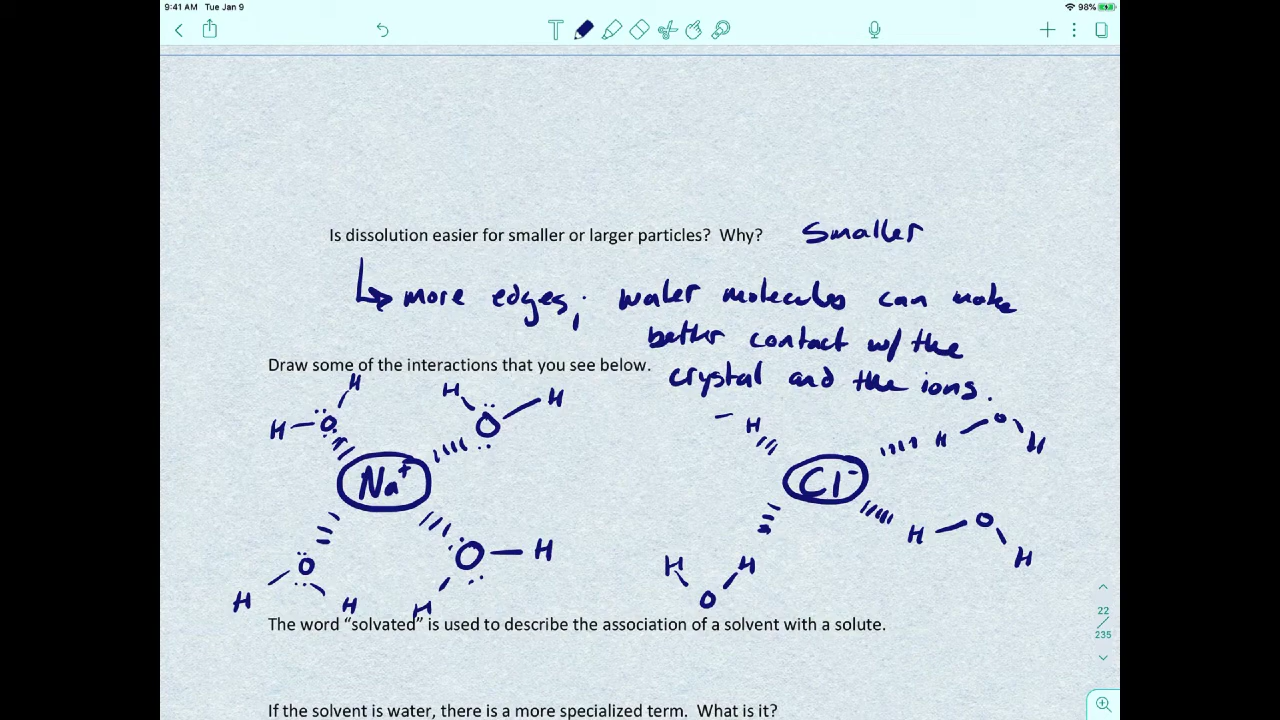 9:41 AM Tue Jan 9
98%
T
Is dissolution easier for smaller or larger particles? Why? Smaller
more edges; water molecules can make
better contact w/ the
Draw some of the interactions that you see below.
crystal and the ions.
H H O
H O H
Na+
O H H
O H H
H
Cl-
H O H
H O H
H H O
The word “solvated” is used to describe the association of a solvent with a solute.
22
/
235
If the solvent is water, there is a more specialized term. What is it?